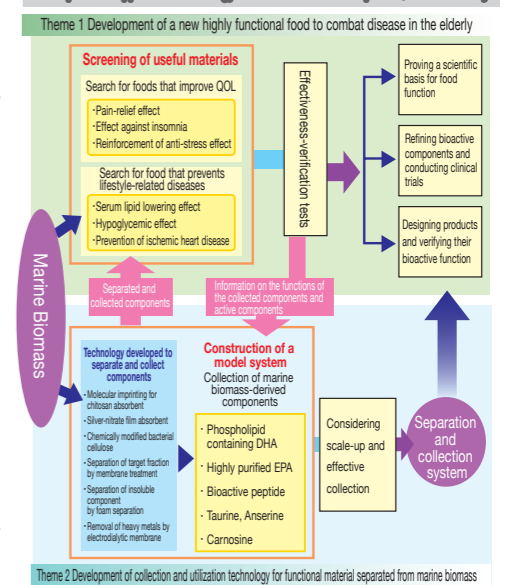 Theme 1 Development of a new highly functional food to combat disease in the elderly
Screening of useful materials
Search for foods that improve QOL
・Pain-relief effect
・Effect against insomnia
・Reinforcement of anti-stress effect
Search for food that prevents
lifestyle-related diseases
・Serum lipid lowering effect
・Hypoglycemic effect
・Prevention of ischemic heart disease
Effectiveness-verification tests
Proving a scientific
basis for food
function
Refining bioactive
components and
conducting clinical
trials
Designing products
and verifying their
bioactive function
Marine Biomass
Separated and
collected components
Information on the functions of
the collected components and
active components
Technology developed to
separate and collect
components
・Molecular imprinting for
chitosan absorbent
・Silver-nitrate film absorbent
・Chemically modified bacterial
cellulose
・Separation of target fraction
by membrane treatment
・Separation of insoluble
component
by foam separation
・Removal of heavy metals by
electrodialytic membrane
Construction of a
model system
Collection of marine
biomass-derived
components
・Phospholipid
containing DHA
・Highly purified EPA
・Bioactive peptide
・Taurine, Anserine
・Carnosine
Considering
scale-up and
effective
collection
Separation
and
collection
system
Theme 2 Development of collection and utilization technology for functional material separated from marine biomass